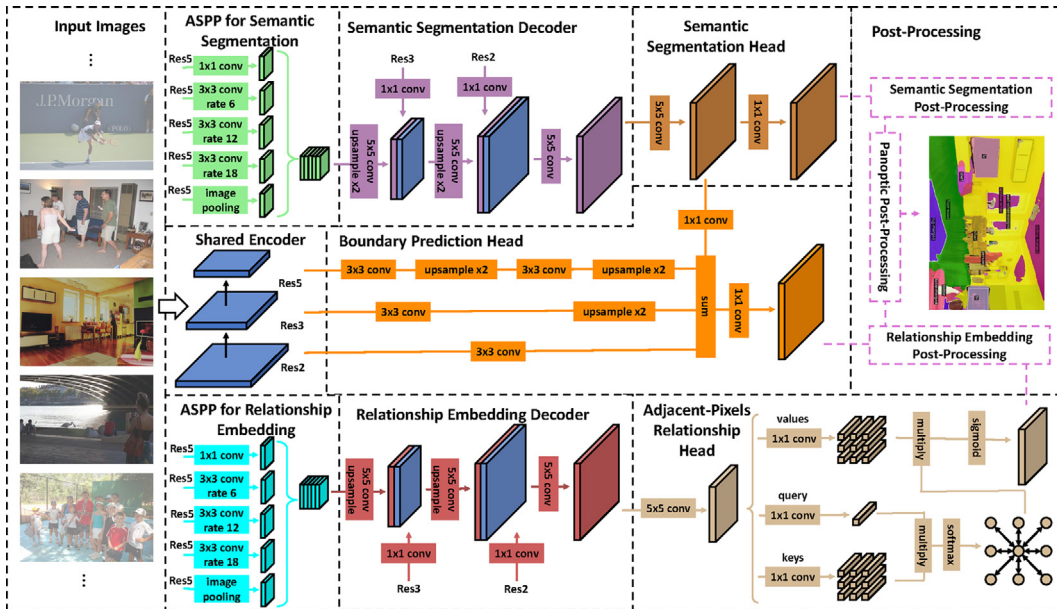 Input Images
...
J.P.Morgan
...
ASPP for Semantic
Segmentation
Res5
1x1 conv
Res5
3x3 conv
rate 6
Res5
3x3 conv
rate 12
Res5
3x3 conv
rate 18
Res5
image
pooling
Semantic Segmentation Decoder
Res3
Res2
1x1 conv
1x1 conv
5x5 conv
upsample x2
5x5 conv
upsample x2
5x5 conv
Semantic
Segmentation Head
5x5 conv
1x1 conv
1x1 conv
Post-Processing
Semantic Segmentation
Post-Processing
Panoptic
Post-Processing
Relationship Embedding
Post-Processing
Shared Encoder
Res5
Res3
Res2
Boundary Prediction Head
3x3 conv
upsample x2
3x3 conv
upsample x2
3x3 conv
upsample x2
3x3 conv
sum
1x1 conv
ASPP for Relationship
Embedding
Res5
1x1 conv
Res5
3x3 conv
rate 6
Res5
3x3 conv
rate 12
Res5
3x3 conv
rate 18
Res5
image
pooling
Relationship Embedding Decoder
5x5 conv
upsample
5x5 conv
upsample
5x5 conv
1x1 conv
1x1 conv
Res3
Res2
Adjacent-Pixels
Relationship
Head
5x5 conv
values
1x1 conv
query
1x1 conv
keys
1x1 conv
multiply
sigmoid
multiply
softmax